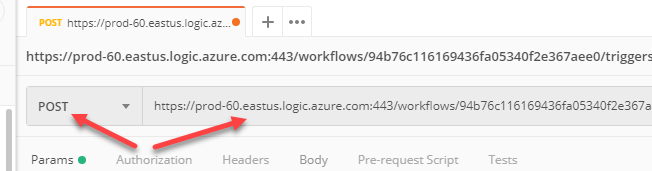 POST https://prod-60.eastus.logic.az... + •••
https://prod-60.eastus.logic.azure.com:443/workflows/94b76c116169436fa05340f2e367aee0/triggers
POST https://prod-60.eastus.logic.azure.com:443/workflows/94b76c116169436fa05340f2e367a
Params Authorization Headers Body Pre-request Script Tests